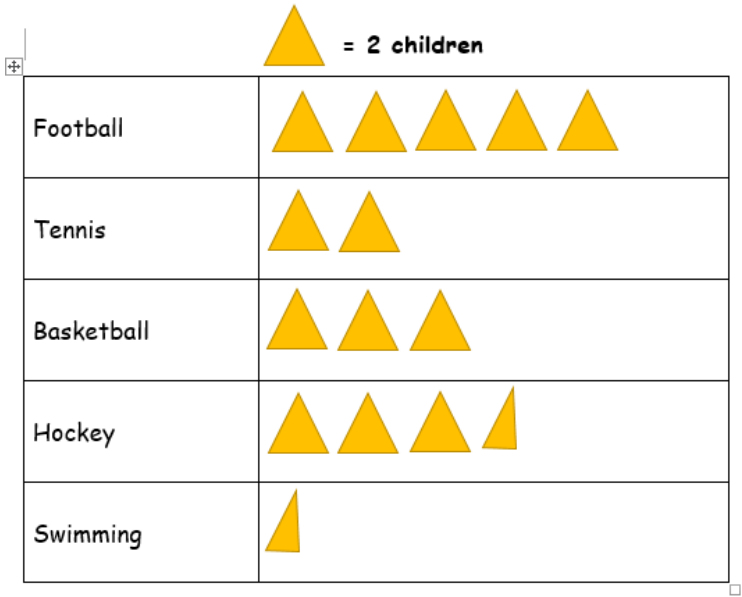 = 2 children
Football
Tennis
Basketball
Hockey
Swimming